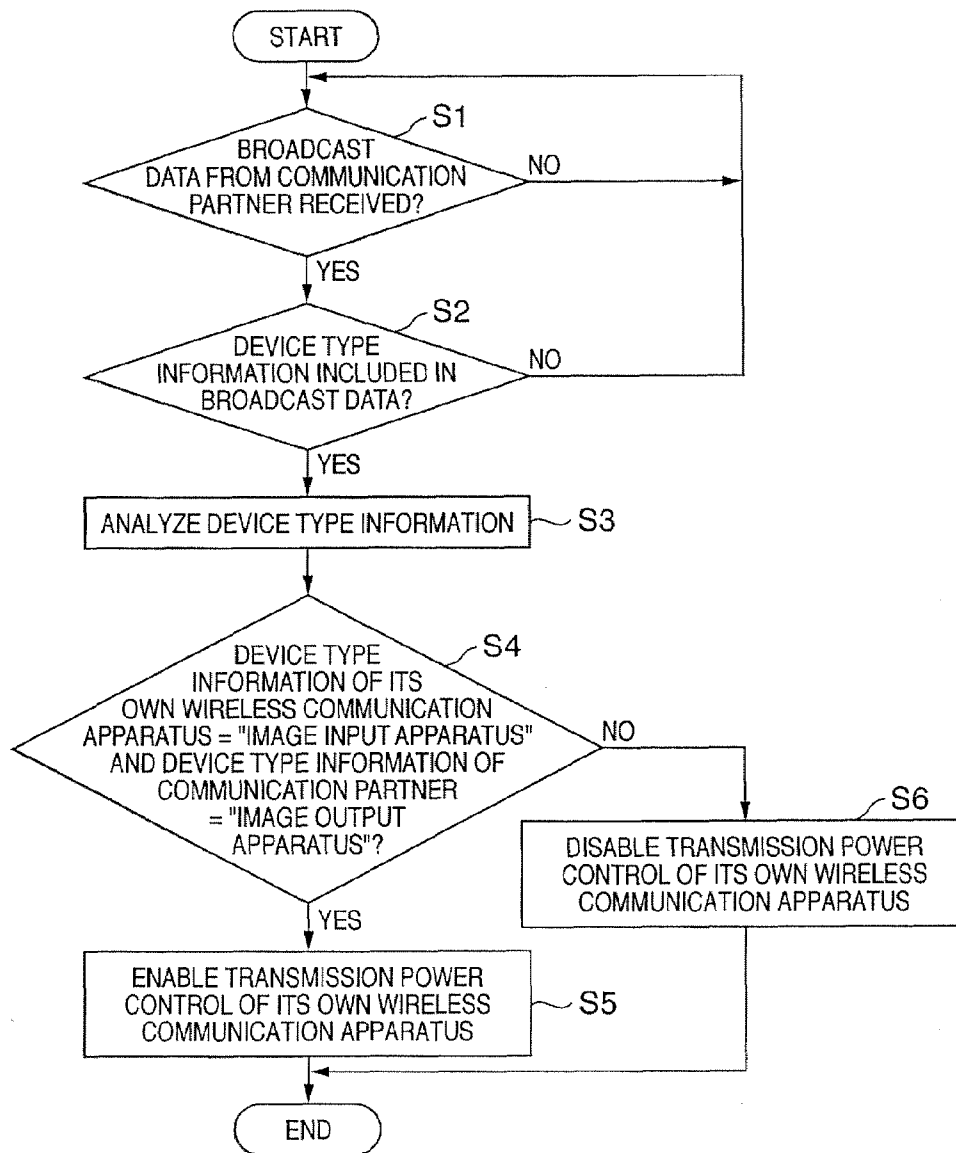 START
S1
BROADCAST
DATA FROM COMMUNICATION
PARTNER RECEIVED?
NO
YES
S2
DEVICE TYPE
INFORMATION INCLUDED IN
BROADCAST DATA?
NO
YES
ANALYZE DEVICE TYPE INFORMATION
S3
S4
DEVICE TYPE
INFORMATION OF ITS
OWN WIRELESS COMMUNICATION
APPARATUS = "IMAGE INPUT APPARATUS"
AND DEVICE TYPE INFORMATION OF
COMMUNICATION PARTNER
= "IMAGE OUTPUT
APPARATUS"?
NO
YES
S6
DISABLE TRANSMISSION POWER
CONTROL OF ITS OWN WIRELESS
COMMUNICATION APPARATUS
ENABLE TRANSMISSION POWER
CONTROL OF ITS OWN WIRELESS
COMMUNICATION APPARATUS
S5
END